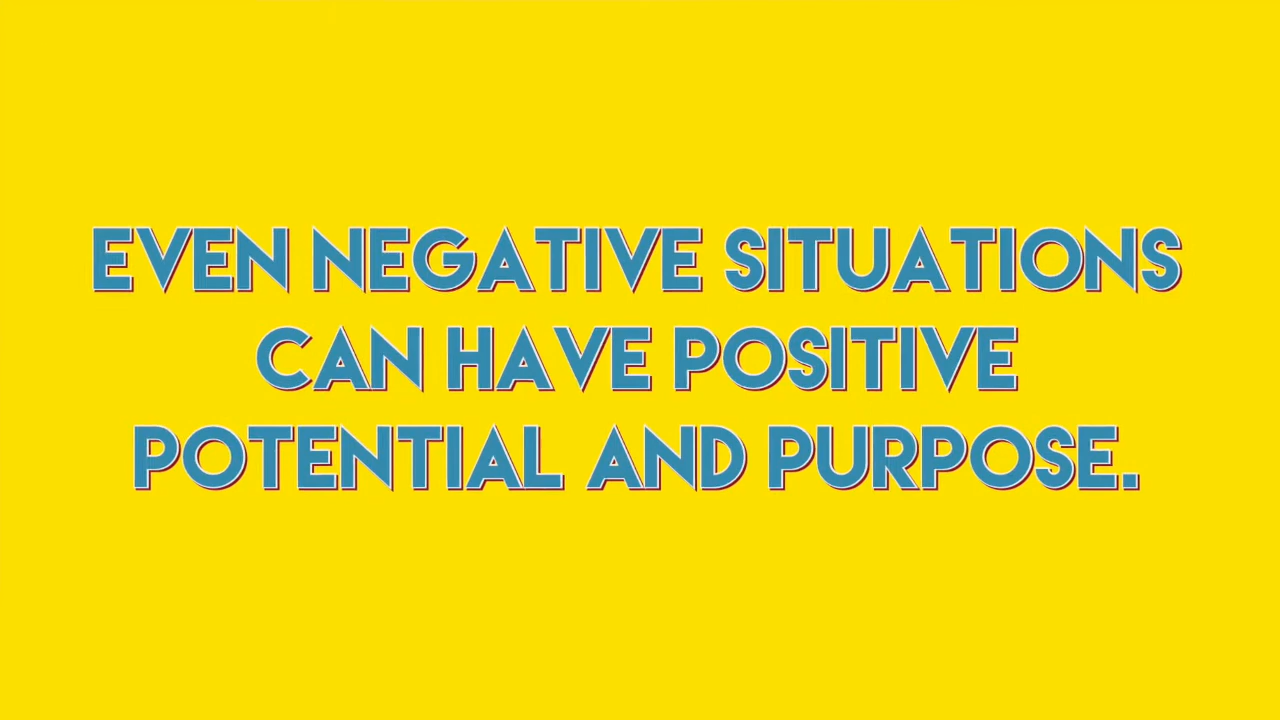 EVEN NEGATIVE SITUATIONS
CAN HAVE POSITIVE
POTENTIAL AND PURPOSE.